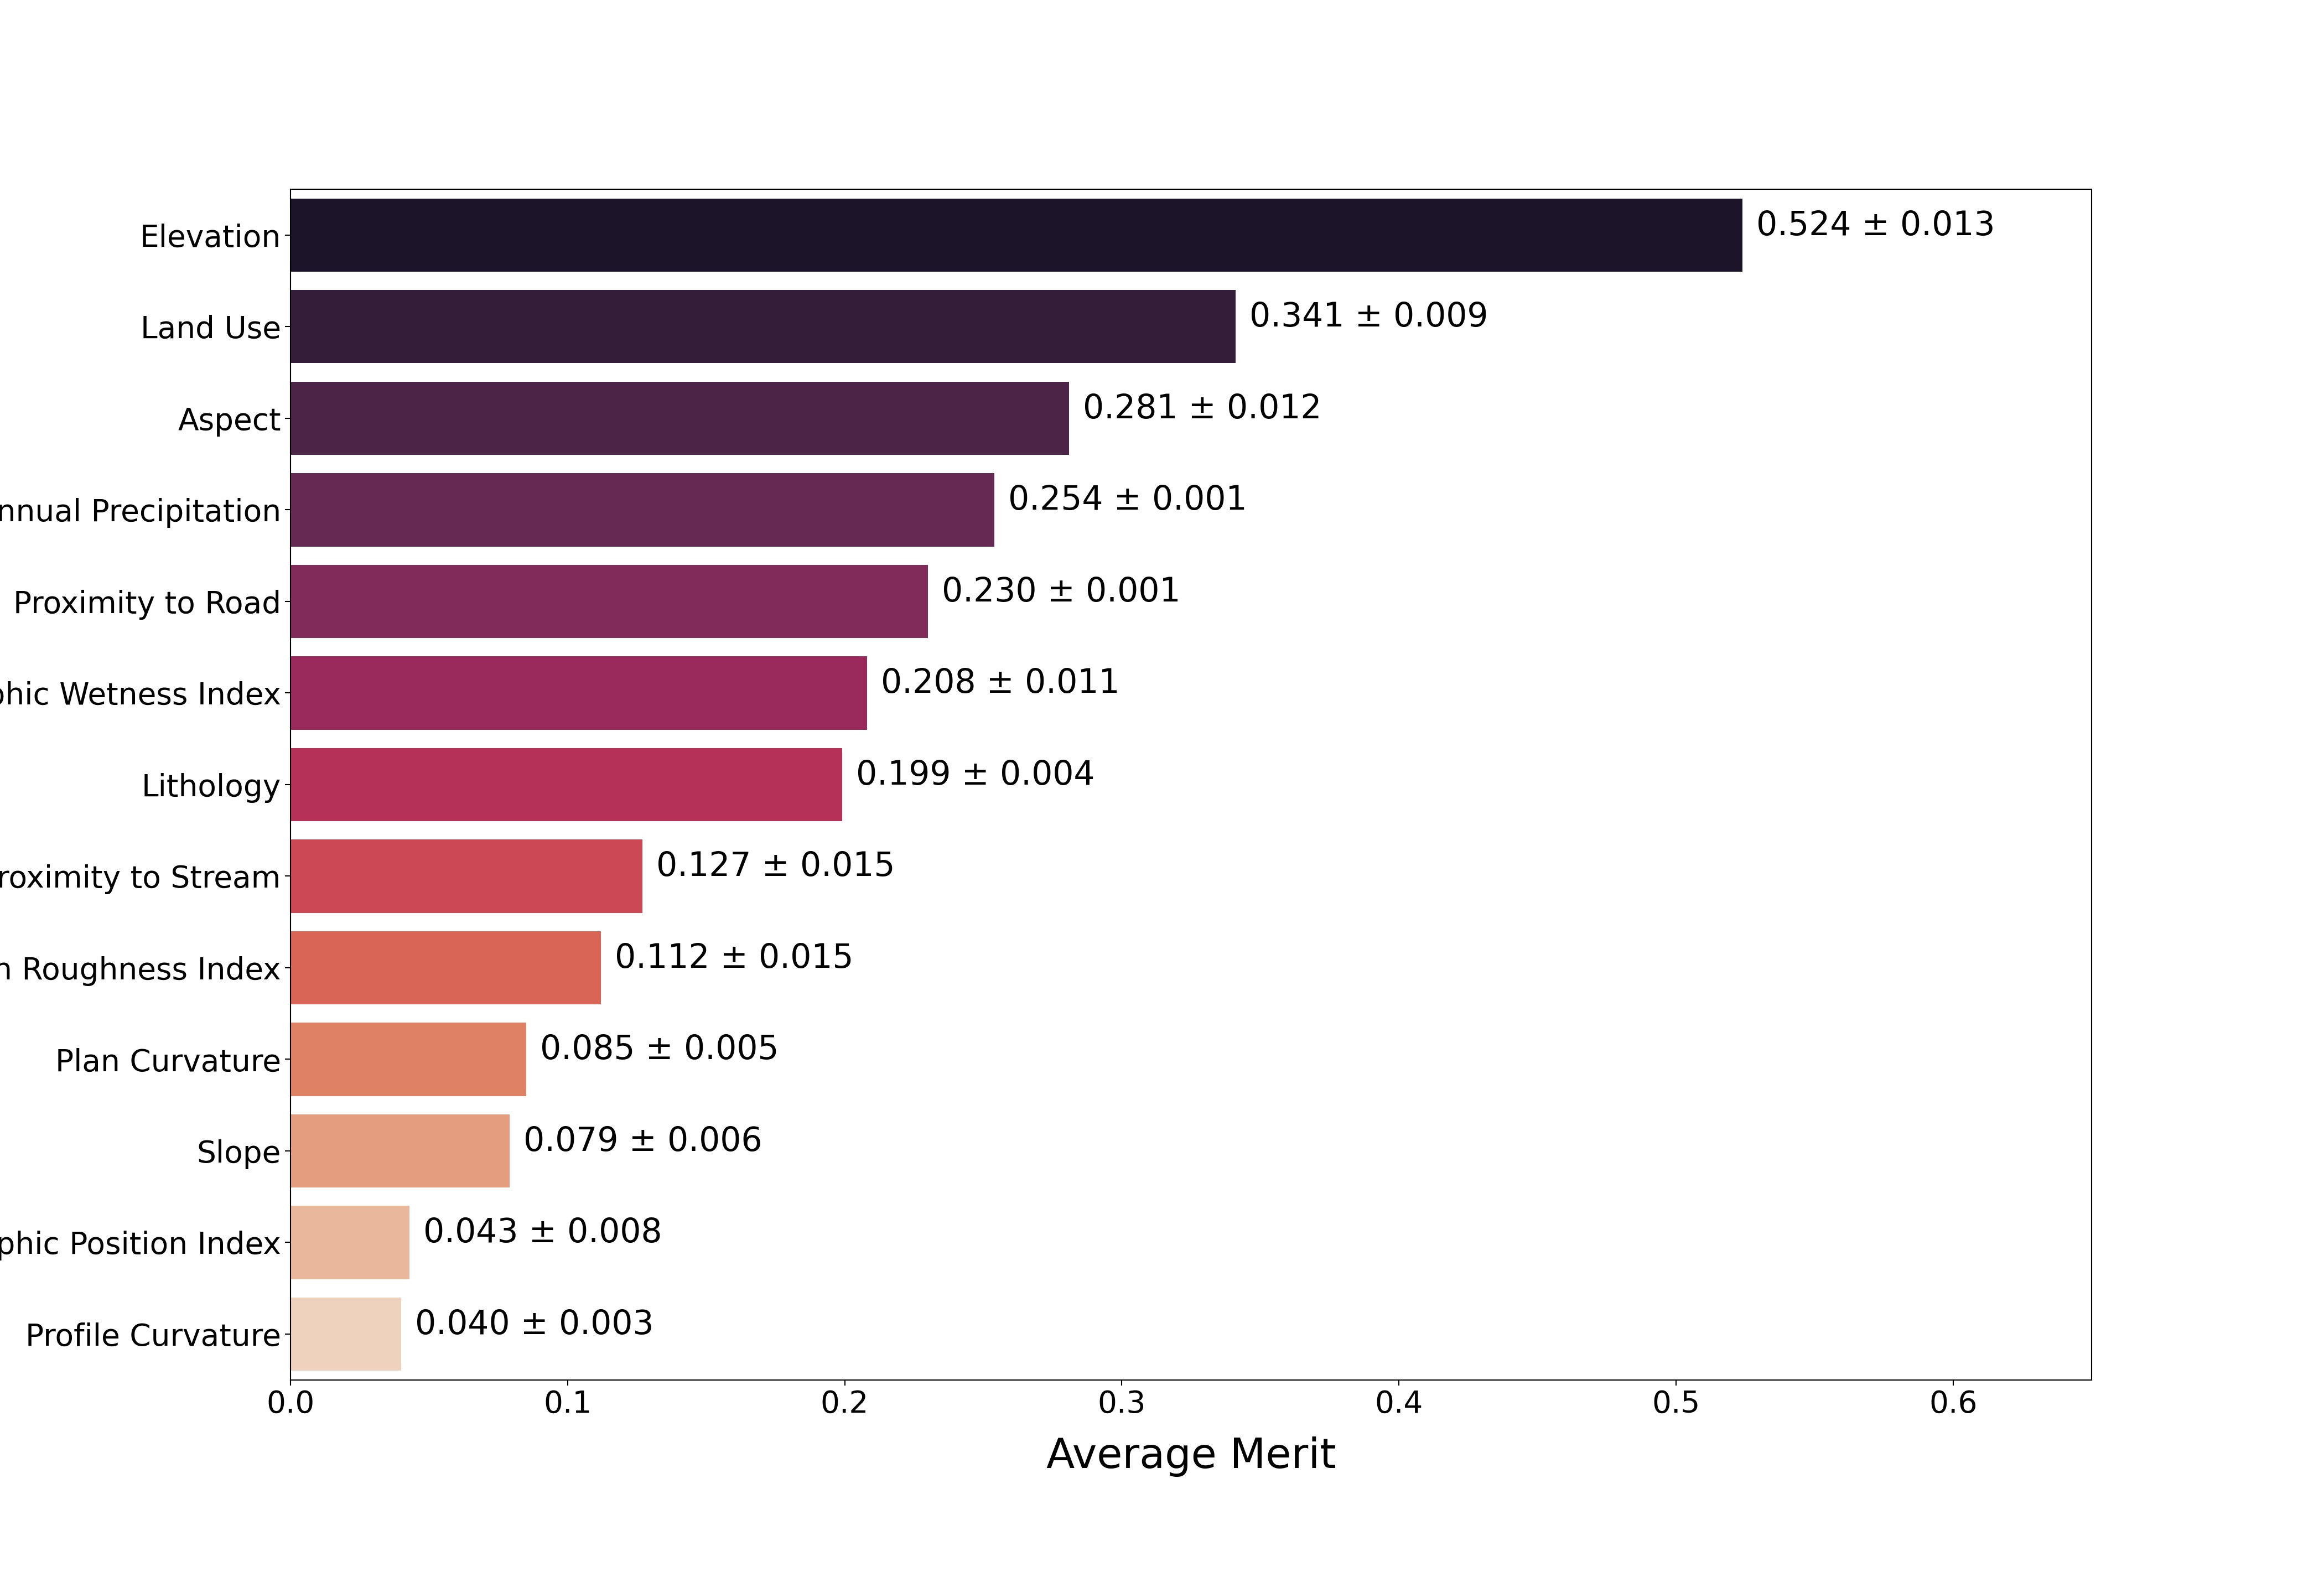 Elevation 0.524 ± 0.013
Land Use 0.341 ± 0.009
Aspect 0.281 ± 0.012
Precipitation 0.254 ± 0.001
Proximity to Road 0.230 ± 0.001
Wetness Index 0.208 ± 0.011
Lithology 0.199 ± 0.004
to Stream 0.127 ± 0.015
Roughness Index 0.112 ± 0.015
Plan Curvature 0.085 ± 0.005
Slope 0.079 ± 0.006
Position Index 0.043 ± 0.008
Profile Curvature 0.040 ± 0.003
0.0 0.1 0.2 0.3 0.4 0.5 0.6
Average Merit